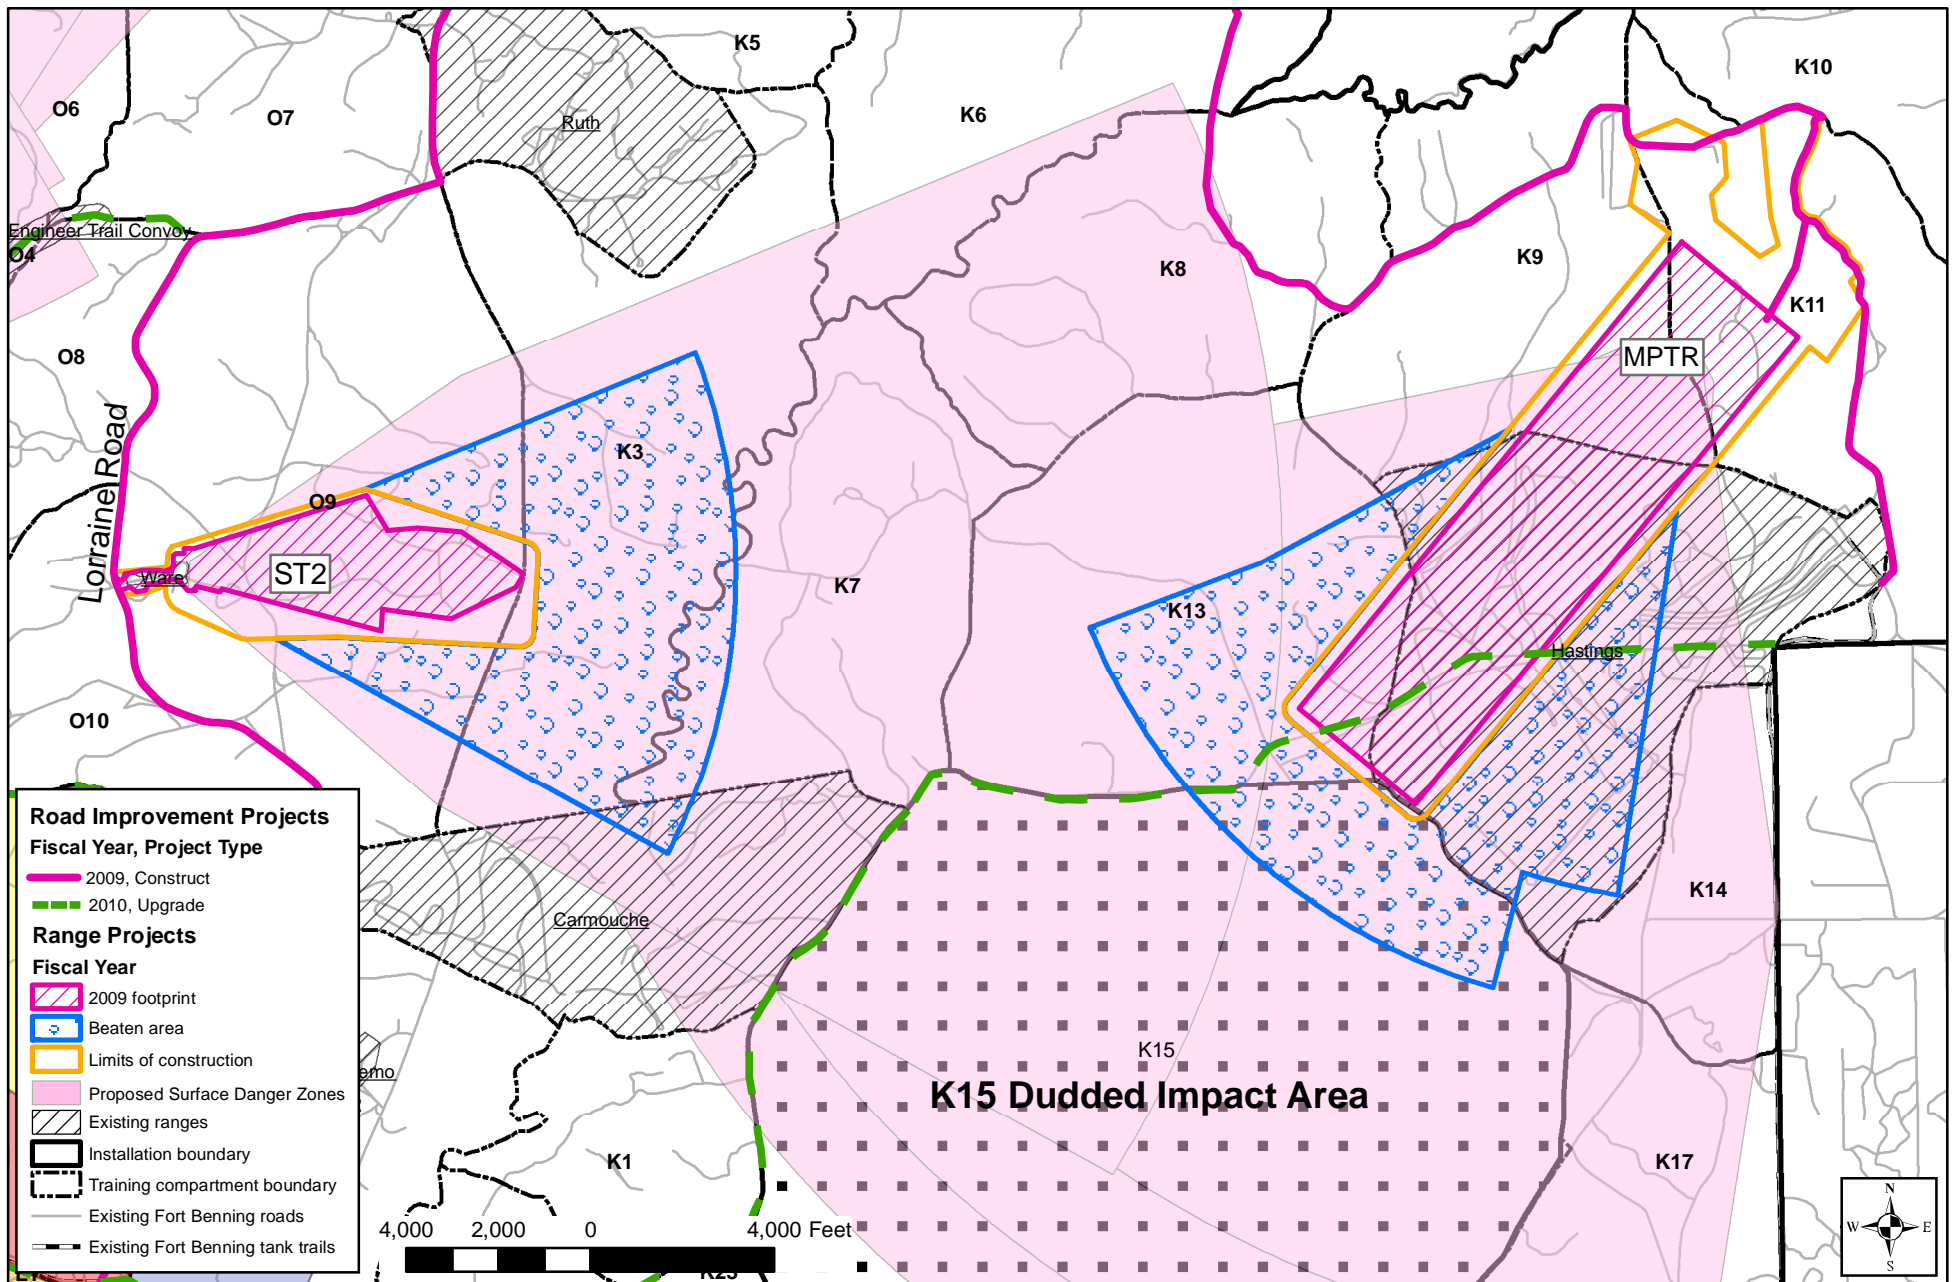 K5
K10
O6
O7
K6
Ruth
Engineer Trail Convoy
O4
K8
K9
K11
O8
MPTR
Lorraine Road
K3
O9
ST2
Ware
K7
K13
Hastings
O10
Road Improvement Projects
Fiscal Year, Project Type
2009, Construct
2010, Upgrade
Range Projects
Fiscal Year
2009 footprint
Beaten area
Limits of construction
Proposed Surface Danger Zones
Existing ranges
Installation boundary
Training compartment boundary
Existing Fort Benning roads
Existing Fort Benning tank trails
Carmouche
K14
emo
K15
K15 Dudded Impact Area
K1
K17
4,000 2,000 0 4,000 Feet
K23
N
W E
S